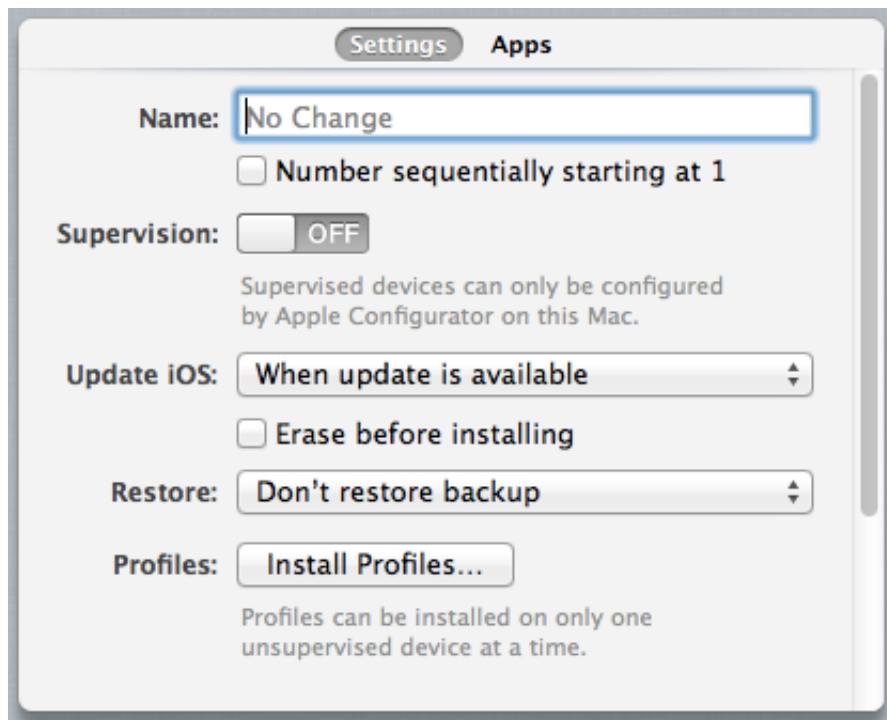 Settings Apps
Name: No Change
Number sequentially starting at 1
Supervision: OFF
Supervised devices can only be configured
by Apple Configurator on this Mac.
Update iOS: When update is available
Erase before installing
Restore: Don't restore backup
Profiles: Install Profiles...
Profiles can be installed on only one
unsupervised device at a time.